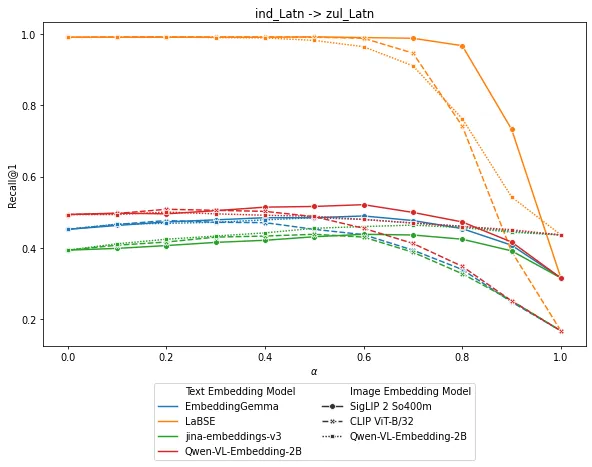 ind_Latn -> zul_Latn
Recall@1
1.0
0.8
0.6
0.4
0.2
0.0 0.2 0.4 0.6 0.8 1.0
α
Text Embedding Model Image Embedding Model
EmbeddingGemma SigLIP 2 So400m
LaBSE CLIP ViT-B/32
jina-embeddings-v3 Qwen-VL-Embedding-2B
Qwen-VL-Embedding-2B